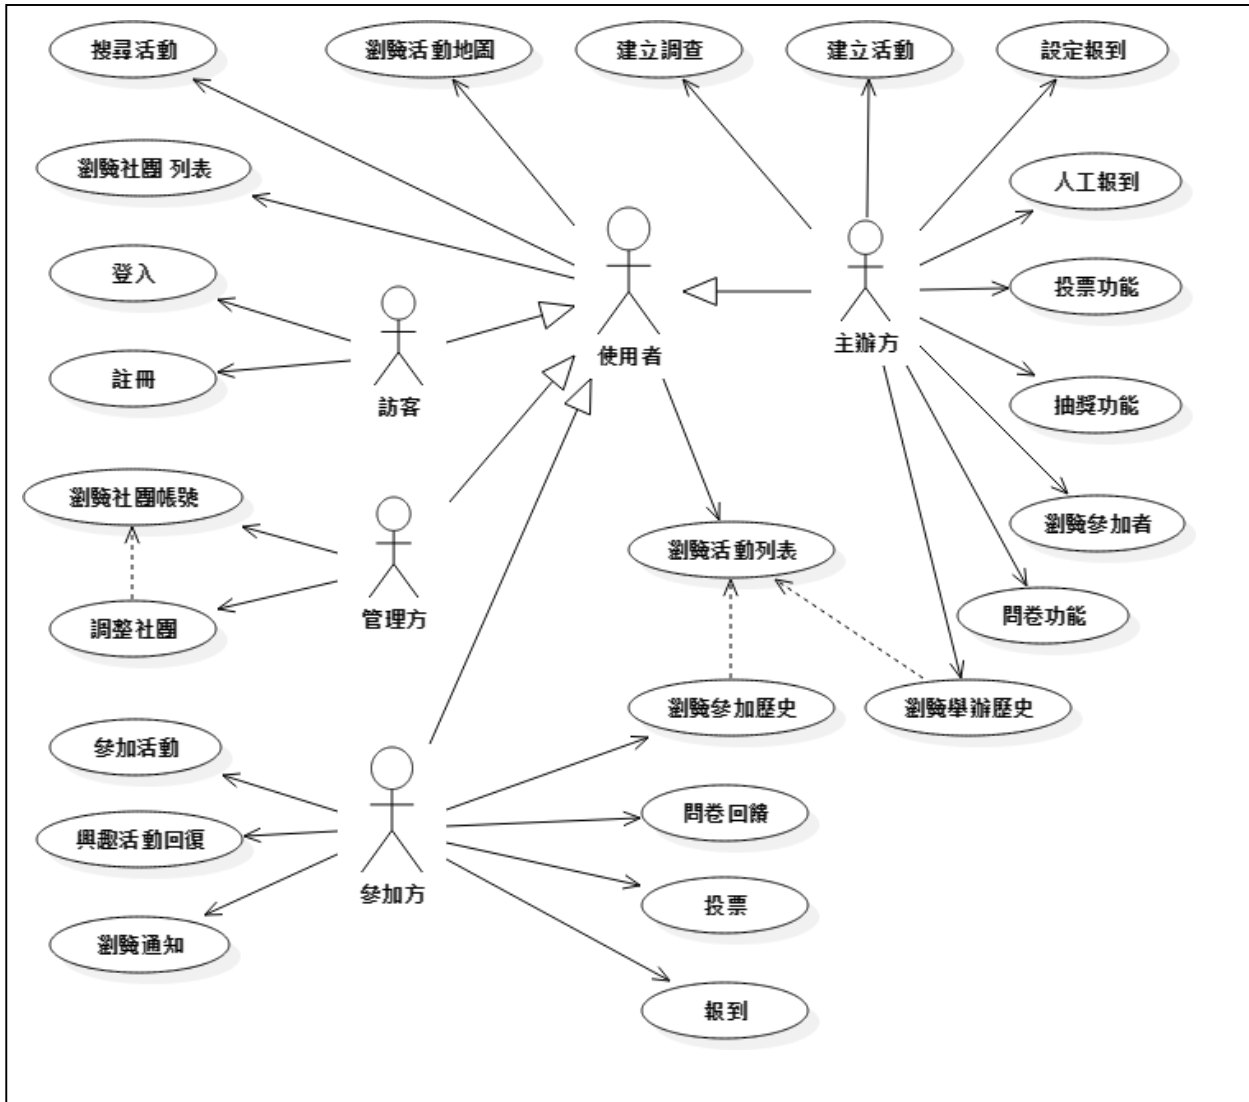 搜尋活動
瀏覽活動地圖
建立調查
建立活動
設定報到
瀏覽社團 列表
人工報到
登入
投票功能
使用者
主辦方
註冊
訪客
抽獎功能
瀏覽社團帳號
瀏覽參加者
瀏覽活動列表
調整社團
管理方
問卷功能
瀏覽參加歷史
瀏覽舉辦歷史
參加活動
問卷回饋
興趣活動回復
參加方
投票
瀏覽通知
報到